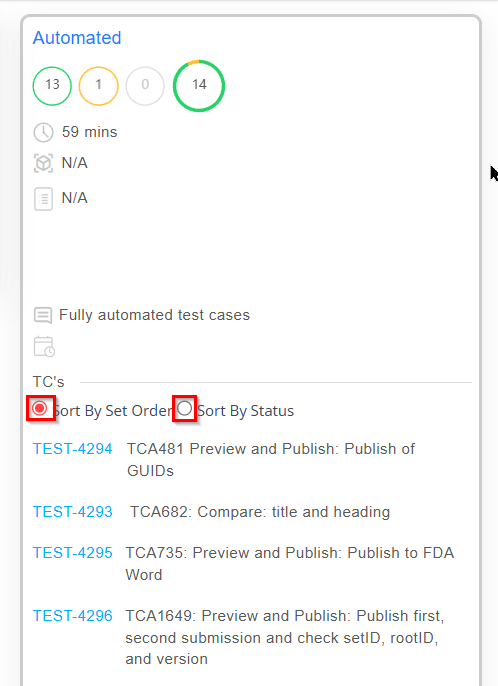 Automated
13 1 0 14
59 mins
N/A
N/A
Fully automated test cases
TC's
Sort By Set Order Sort By Status
TEST-4294 TCA481 Preview and Publish: Publish of
GUIDs
TEST-4293 TCA682: Compare: title and heading
TEST-4295 TCA735: Preview and Publish: Publish to FDA
Word
TEST-4296 TCA1649: Preview and Publish: Publish first,
second submission and check setID, rootID,
and version